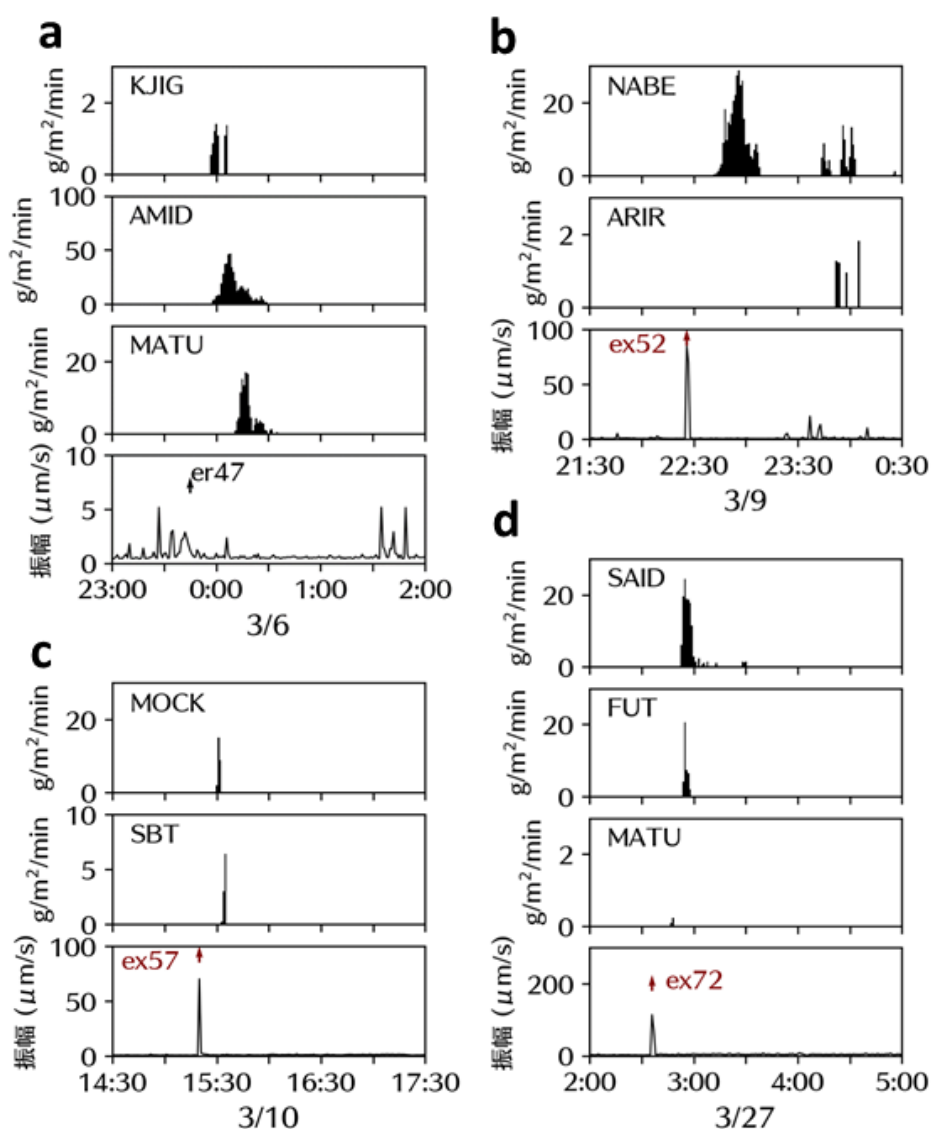 a
KJIG
g/m²/min
2
0
AMID
g/m²/min
100
50
0
MATU
g/m²/min
20
0
er47
振幅 (μm/s)
10
5
0
23:00 0:00 1:00 2:00
3/6
b
NABE
g/m²/min
20
0
ARIR
g/m²/min
2
0
ex52
振幅 (μm/s)
100
50
0
21:30 22:30 23:30 0:30
3/9
c
MOCK
g/m²/min
20
0
SBT
g/m²/min
10
5
0
ex57
振幅 (μm/s)
100
50
0
14:30 15:30 16:30 17:30
3/10
d
SAID
g/m²/min
20
0
FUT
g/m²/min
20
0
MATU
g/m²/min
2
0
ex72
振幅 (μm/s)
200
100
0
2:00 3:00 4:00 5:00
3/27